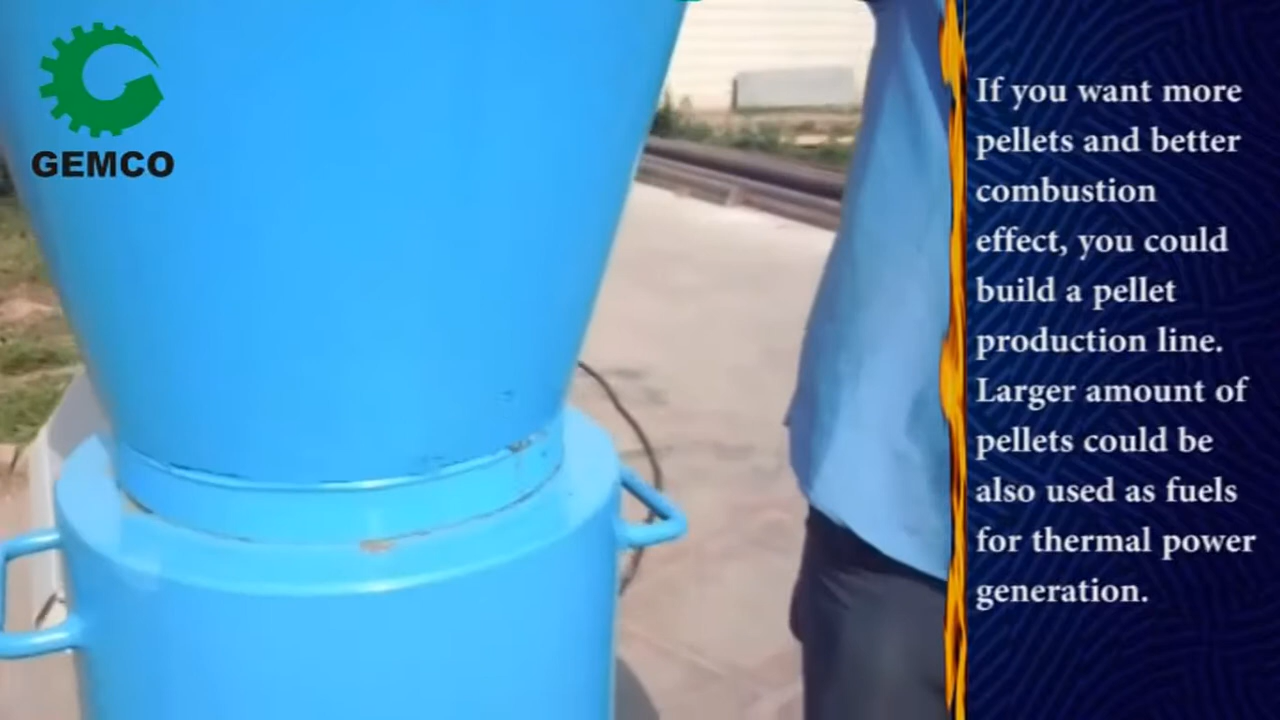 GEMCO
If you want more
pellets and better
combustion
effect, you could
build a pellet
production line.
Larger amount of
pellets could be
also used as fuels
for thermal power
generation.